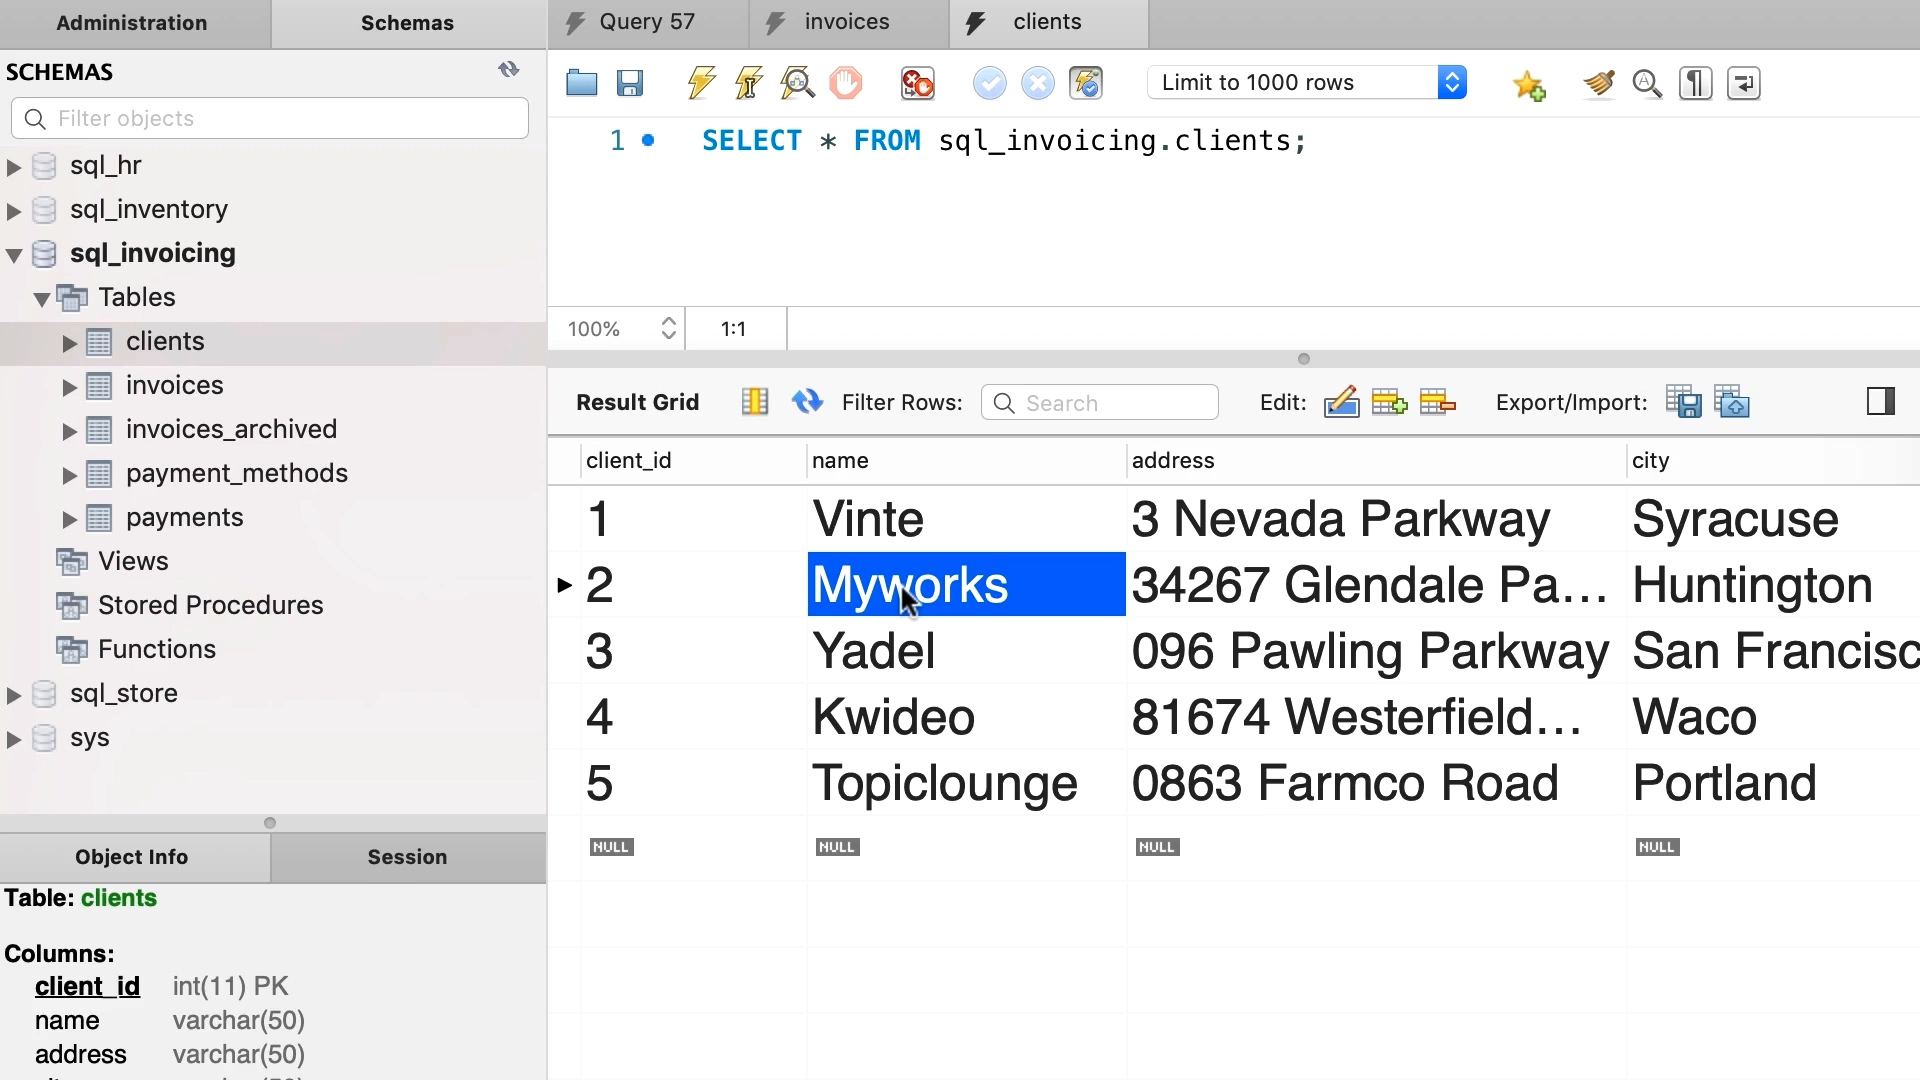 Administration
Schemas
SCHEMAS
Filter objects
sql_hr
sql_inventory
sql_invoicing
Tables
clients
invoices
invoices_archived
payment_methods
payments
Views
Stored Procedures
Functions
sql_store
sys
Object Info
Session
Table: clients
Columns:
client_id int(11) PK
name varchar(50)
address varchar(50)
Query 57
invoices
clients
Limit to 1000 rows
1 SELECT * FROM sql_invoicing.clients;
100% 1:1
Result Grid Filter Rows: Search Edit: Export/Import:
client_id name address city
1 Vinte 3 Nevada Parkway Syracuse
2 Myworks 34267 Glendale Pa... Huntington
3 Yadel 096 Pawling Parkway San Francisc
4 Kwideo 81674 Westerfield... Waco
5 Topiclounge 0863 Farmco Road Portland
NULL NULL NULL NULL